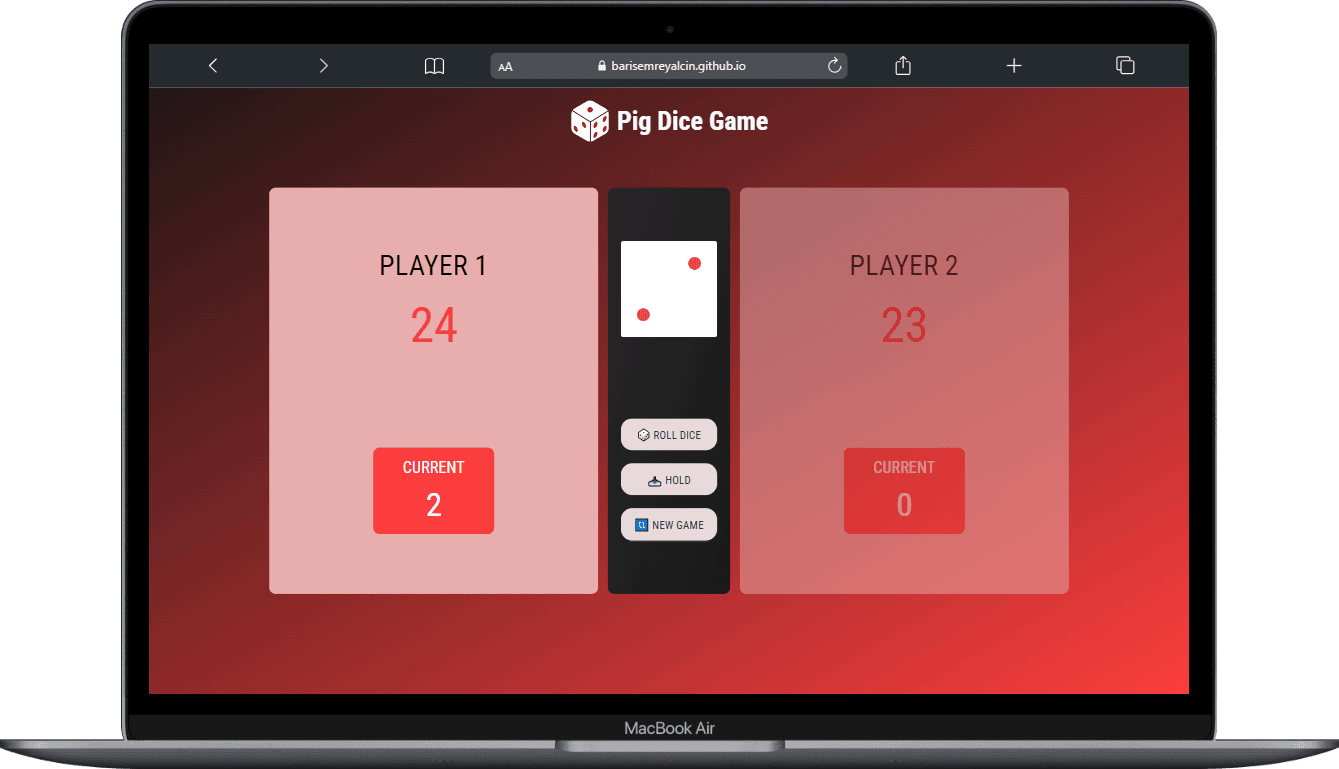 AA barisemreyalcin.github.io
Pig Dice Game
PLAYER 1
24
CURRENT
2
ROLL DICE
HOLD
NEW GAME
PLAYER 2
23
CURRENT
0
MacBook Air